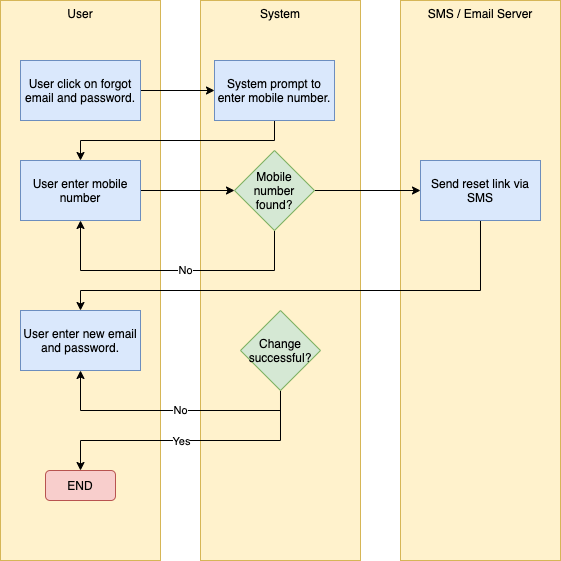 User
System
SMS / Email Server
User click on forgot
email and password.
System prompt to
enter mobile number.
User enter mobile
number
Mobile
number
found?
Send reset link via
SMS
No
User enter new email
and password.
Change
successful?
No
Yes
END